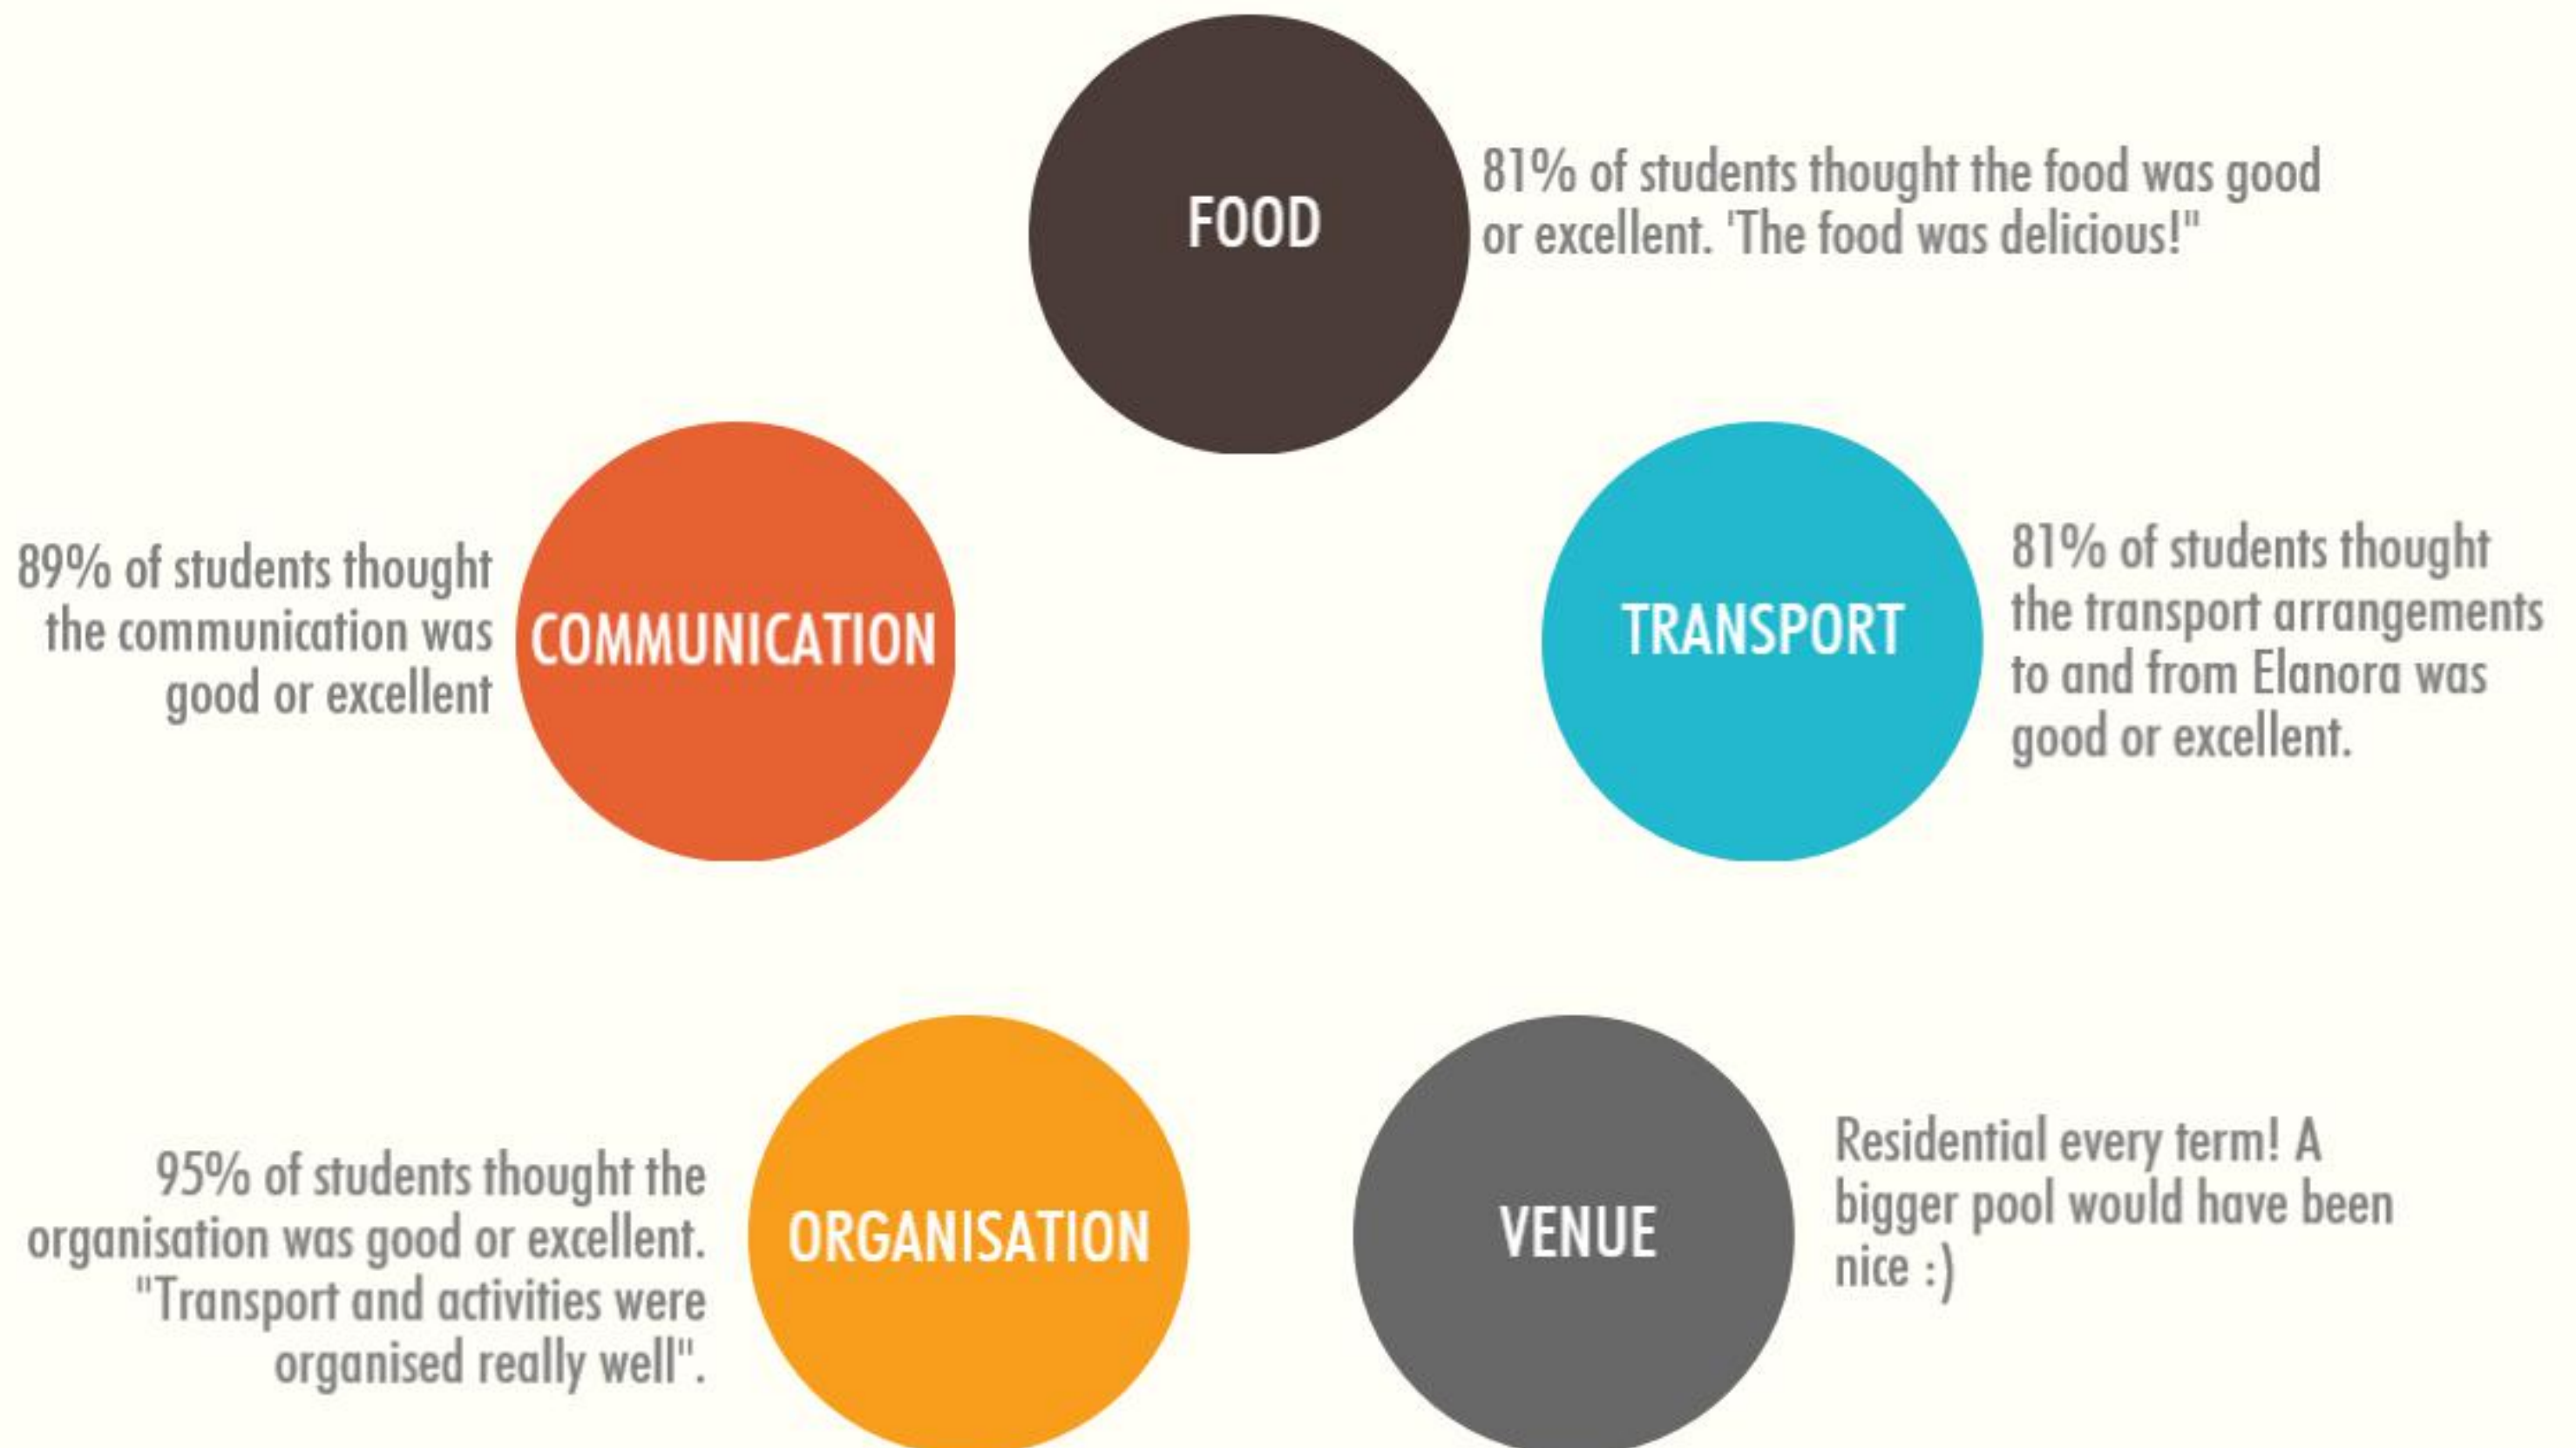 FOOD
81% of students thought the food was good
or excellent. 'The food was delicious!"
89% of students thought
the communication was
good or excellent
COMMUNICATION
TRANSPORT
81% of students thought
the transport arrangements
to and from Elanora was
good or excellent.
95% of students thought the
organisation was good or excellent.
"Transport and activities were
organised really well".
ORGANISATION
VENUE
Residential every term! A
bigger pool would have been
nice :)